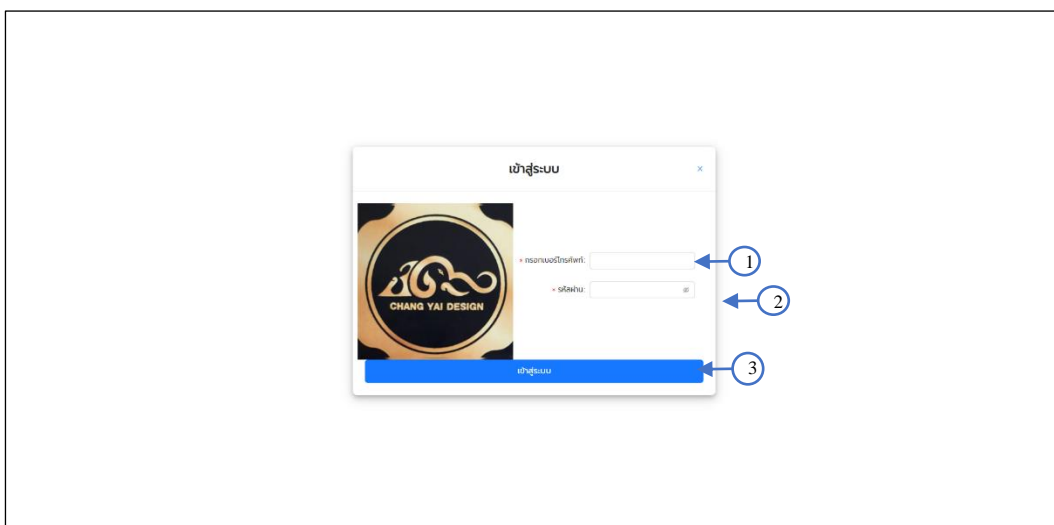 เข้าสู่ระบบ
×
CHANG YAI DESIGN
* กรอกเบอร์โทรศัพท์:
1
* รหัสผ่าน:
2
เข้าสู่ระบบ
3